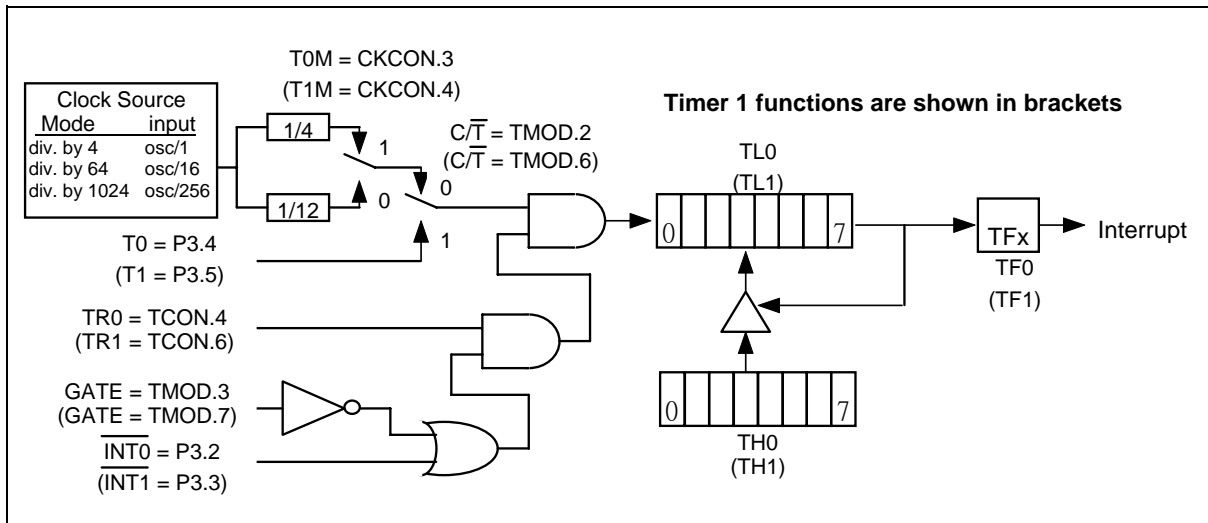 T0M = CKCON.3
(T1M = CKCON.4)
Timer 1 functions are shown in brackets
Clock Source
Mode input
div. by 4 osc/1
div. by 64 osc/16
div. by 1024 osc/256
1/4
1/12
1
0
C/T̅ = TMOD.2
(C/T̅ = TMOD.6)
0
1
T0 = P3.4
(T1 = P3.5)
TL0
(TL1)
0 7
TFx
Interrupt
TF0
(TF1)
TR0 = TCON.4
(TR1 = TCON.6)
GATE = TMOD.3
(GATE = TMOD.7)
I̅N̅T̅0̅ = P3.2
(I̅N̅T̅1̅ = P3.3)
0 7
TH0
(TH1)